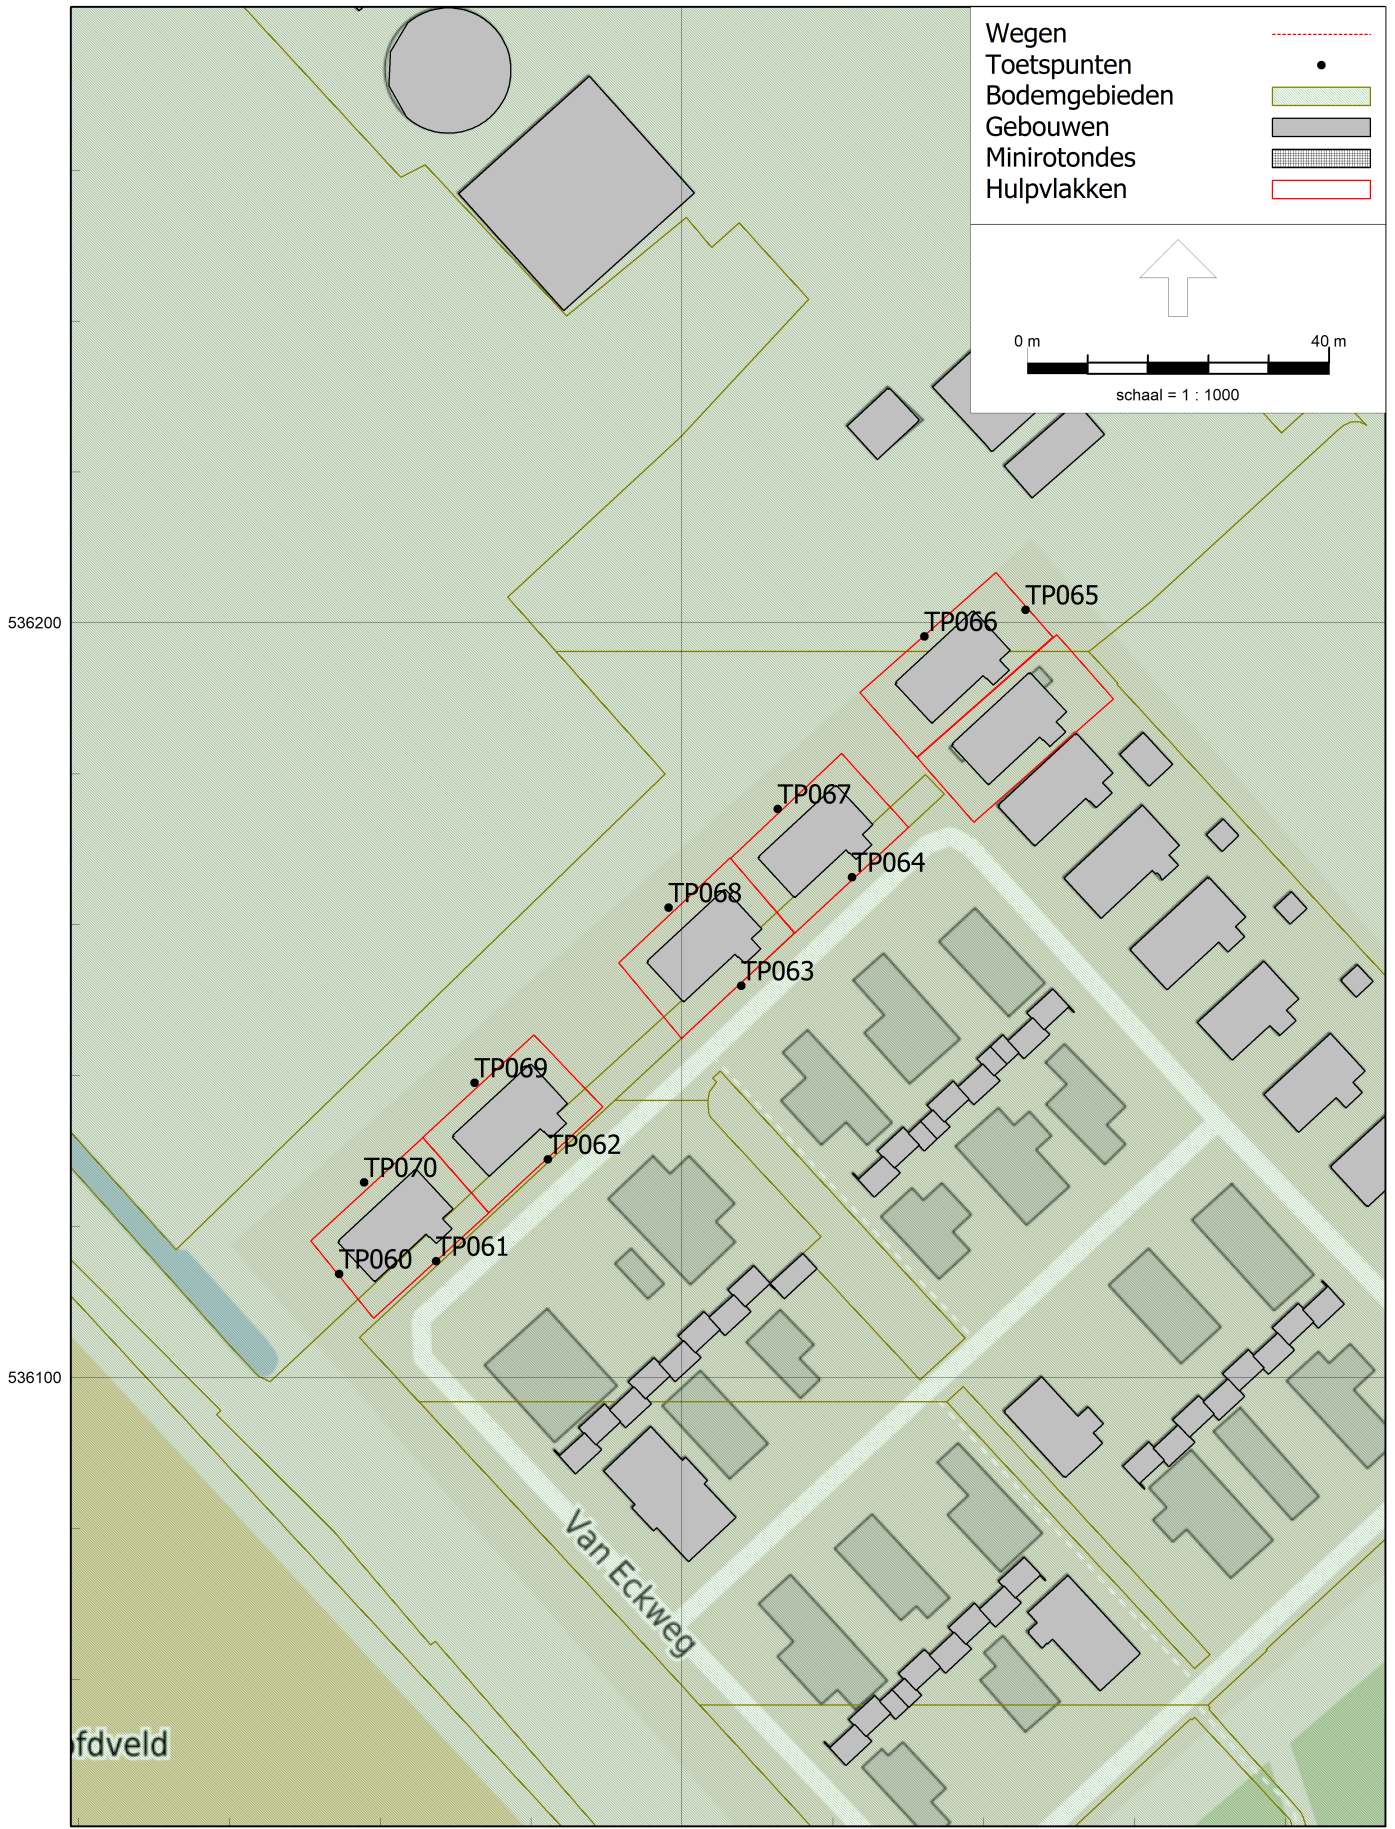 Wegen
Toetspunten
Bodemgebieden
Gebouwen
Minirotondes
Hulpvlakken
0 m 40 m
schaal = 1 : 1000
TP065
536200
TP066
TP067
TP064
TP068
TP063
TP069
TP062
TP070
TP061
TP060
536100
Van Eckweg
ofdveld